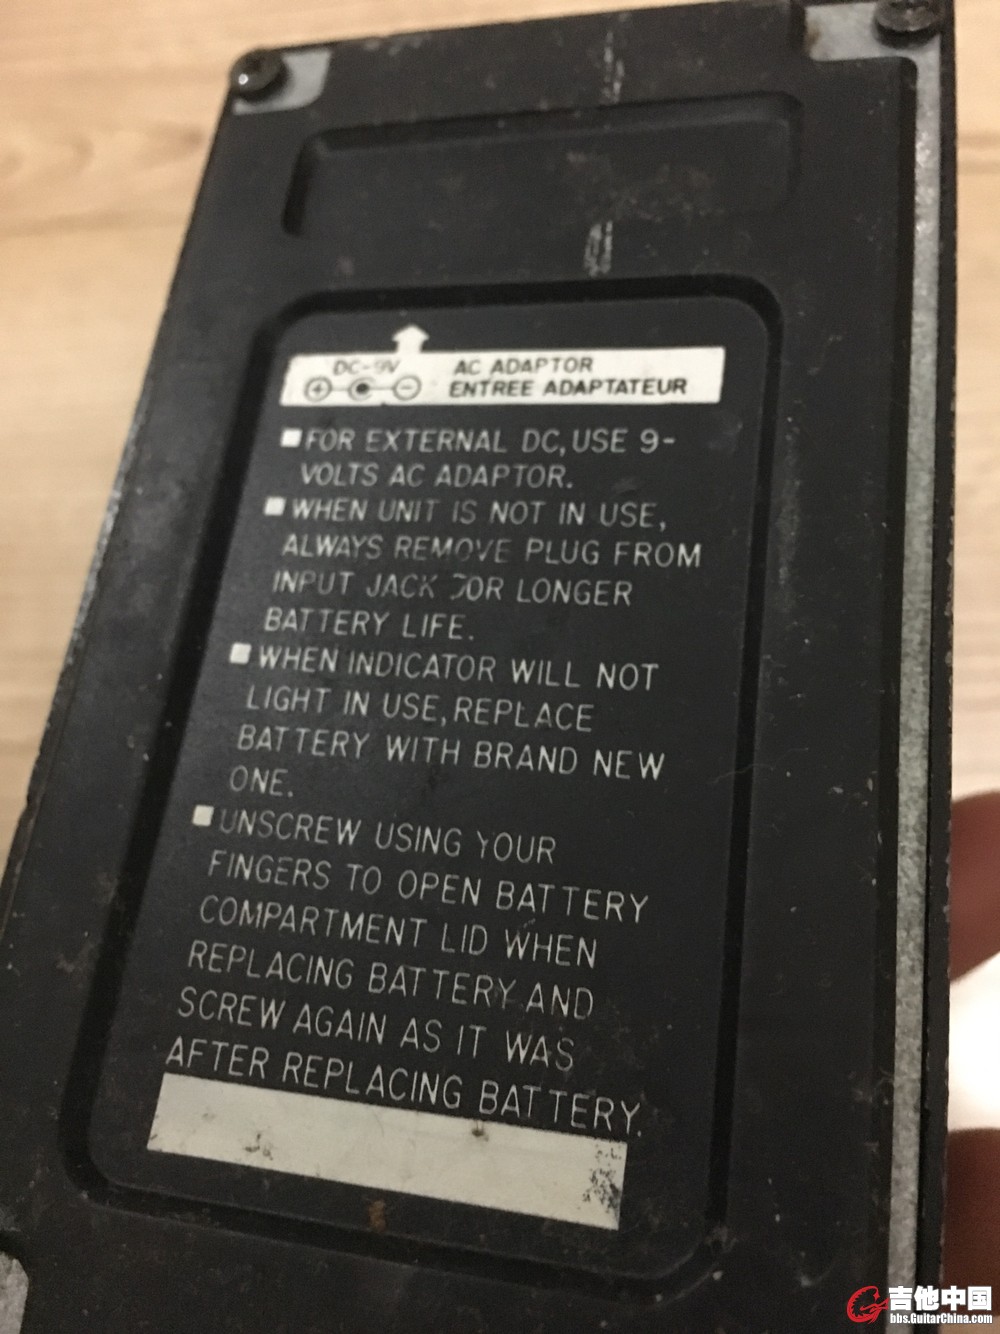 DC-9V AC ADAPTOR
ENTREE ADAPTATEUR
■FOR EXTERNAL DC, USE 9-
VOLTS AC ADAPTOR.
■WHEN UNIT IS NOT IN USE,
ALWAYS REMOVE PLUG FROM
INPUT JACK FOR LONGER
BATTERY LIFE.
■WHEN INDICATOR WILL NOT
LIGHT IN USE, REPLACE
BATTERY WITH BRAND NEW
ONE.
■UNSCREW USING YOUR
FINGERS TO OPEN BATTERY
COMPARTMENT LID WHEN
REPLACING BATTERY AND
SCREW AGAIN AS IT WAS
AFTER REPLACING BATTERY.
吉他中国
bbs.GuitarChina.com